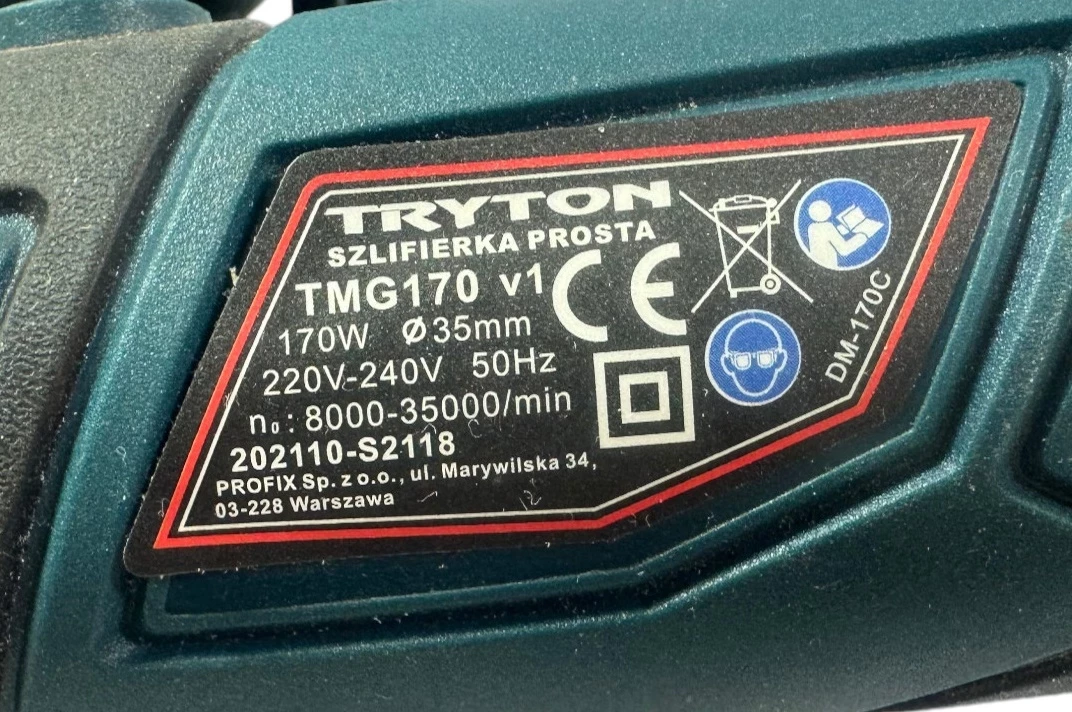 TRYTON
SZLIFIERKA PROSTA
TMG170 v1
CE
170W Ø35mm
220V-240V 50Hz
n₀: 8000-35000/min
202110-S2118
PROFIX Sp. z o.o., ul. Marywilska 34,
03-228 Warszawa
DM-170C